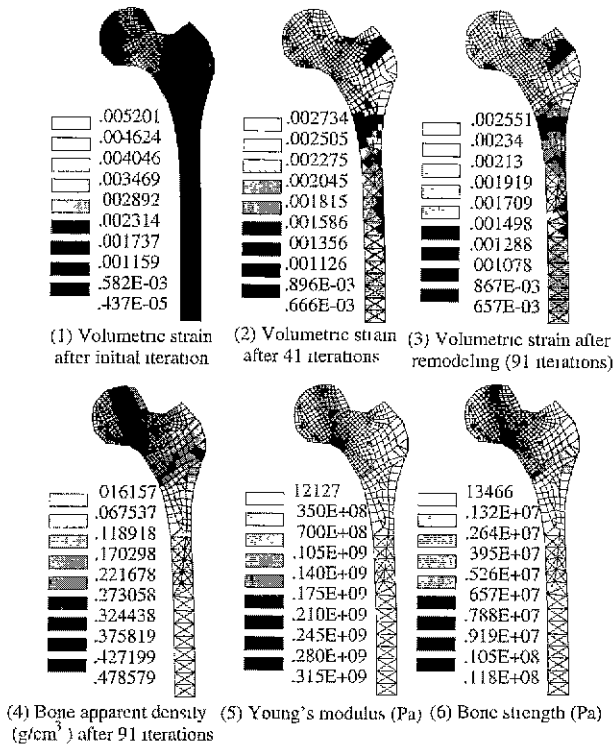 .005201
.004624
.004046
.003469
002892
.002314
.001737
.001159
.582E-03
.437E-05
(1) Volumetric strain
after initial iteration
.002734
.002505
.002275
.002045
.001815
.001586
.001356
.001126
.896E-03
.666E-03
(2) Volumetric strain
after 41 iterations
.002551
.00234
.00213
.001919
.001709
.001498
.001288
001078
867E-03
657E-03
(3) Volumetric strain after
remodeling (91 iterations)
016157
.067537
.118918
.170298
.221678
.273058
.324438
.375819
.427199
.478579
(4) Bone apparent density
(g/cm³ ) after 91 iterations
12127
350E+08
700E+08
.105E+09
.140E+09
.175E+09
.210E+09
.245E+09
.280E+09
.315E+09
(5) Young's modulus (Pa)
13466
.132E+07
.264E+07
395E+07
.526E+07
657E+07
.788E+07
.919E+07
.105E+08
.118E+08
(6) Bone strength (Pa)